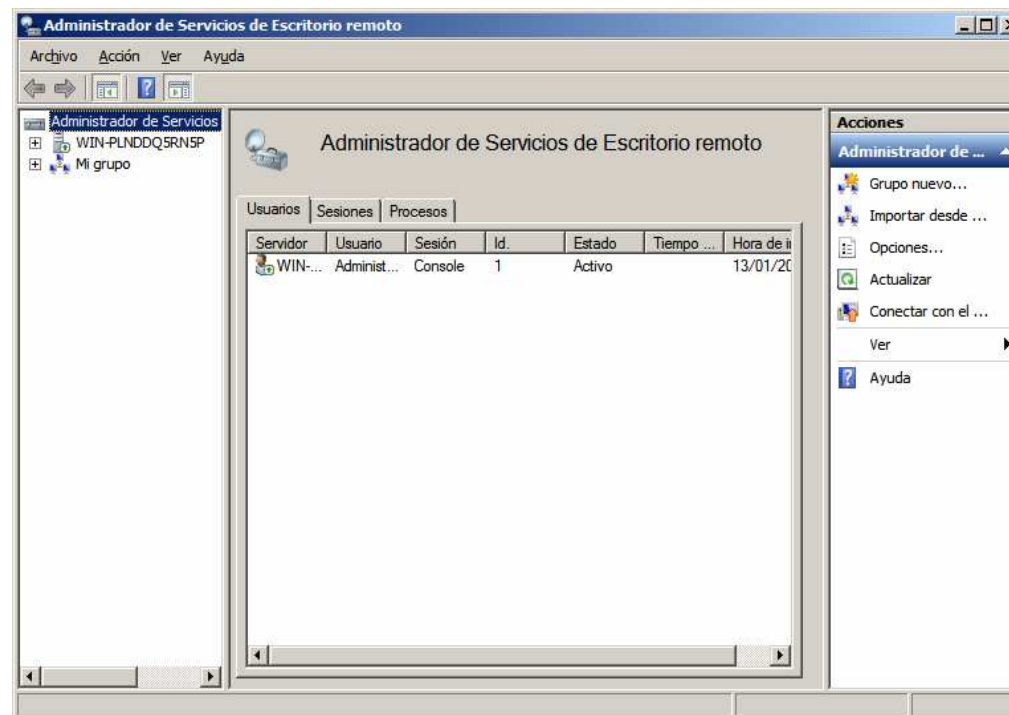 Administrador de Servicios de Escritorio remoto
Archivo Acción Ver Ayuda
Administrador de Servicios
WIN-PLNDDQ5RN5P
Mi grupo
Administrador de Servicios de Escritorio remoto
Usuarios Sesiones Procesos
Servidor Usuario Sesión Id. Estado Tiempo ... Hora de i
WIN-... Administ... Console 1 Activo 13/01/20
Acciones
Administrador de ...
Grupo nuevo...
Importar desde ...
Opciones...
Actualizar
Conectar con el ...
Ver
Ayuda